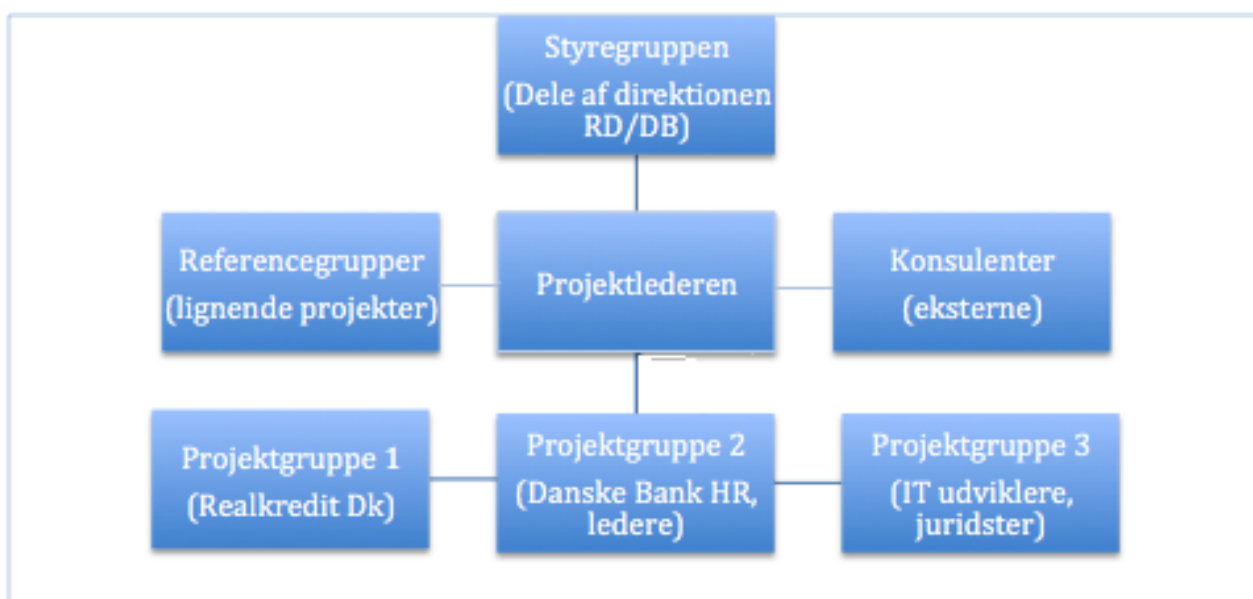 Styregruppen
(Dele af direktionen
RD/DB)
Referencegrupper
(lignende projekter)
Projektlederen
Konsulenter
(eksterne)
Projektgruppe 1
(Realkredit Dk)
Projektgruppe 2
(Danske Bank HR,
ledere)
Projektgruppe 3
(IT udviklere,
juridster)